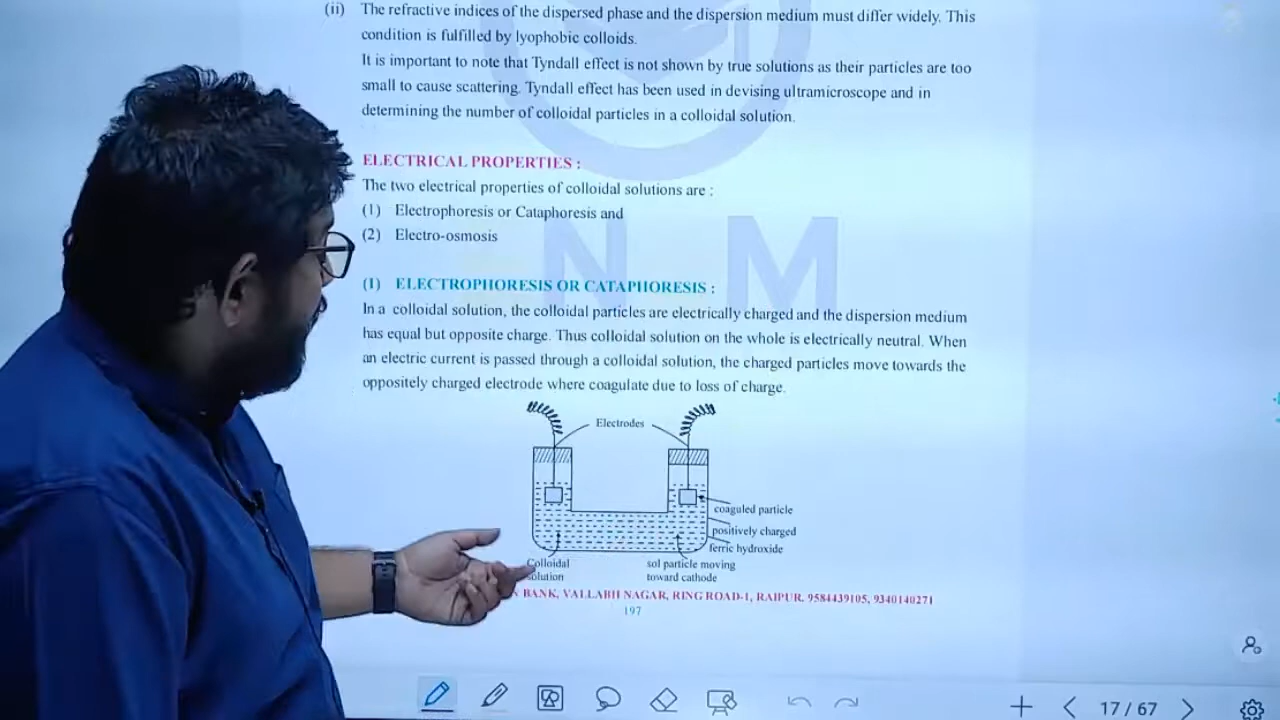 (ii) The refractive indices of the dispersed phase and the dispersion medium must differ widely. This
condition is fulfilled by lyophobic colloids.
It is important to note that Tyndall effect is not shown by true solutions as their particles are too
small to cause scattering. Tyndall effect has been used in devising ultramicroscope and in
determining the number of colloidal particles in a colloidal solution.
ELECTRICAL PROPERTIES :
The two electrical properties of colloidal solutions are :
(1) Electrophoresis or Cataphoresis and
(2) Electro-osmosis
N M
(1) ELECTROPHORESIS OR CATAPHORESIS :
In a colloidal solution, the colloidal particles are electrically charged and the dispersion medium
has equal but opposite charge. Thus colloidal solution on the whole is electrically neutral. When
an electric current is passed through a colloidal solution, the charged particles move towards the
oppositely charged electrode where coagulate due to loss of charge.
Electrodes
coaguled particle
positively charged
ferric hydroxide
Colloidal
solution
sol particle moving
toward cathode
BANK, VALLABH NAGAR, RING ROAD-1, RAIPUR. 9584439105, 9340140271
197
17 / 67